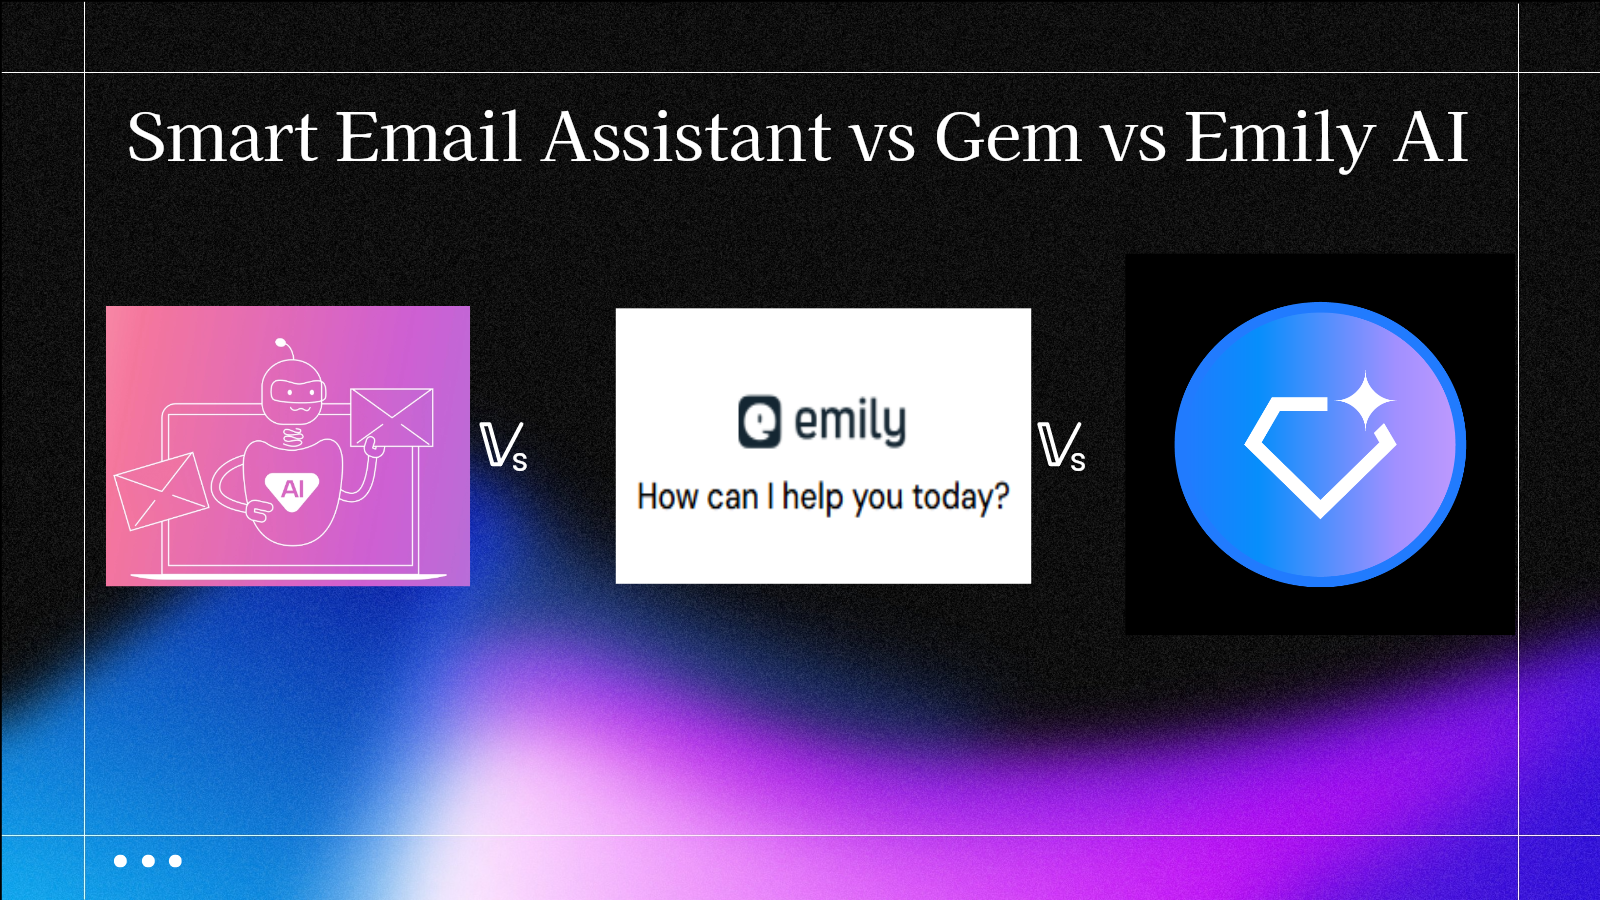 Smart Email Assistant vs Gem vs Emily AI
AI
Vs
emily
How can I help you today?
Vs